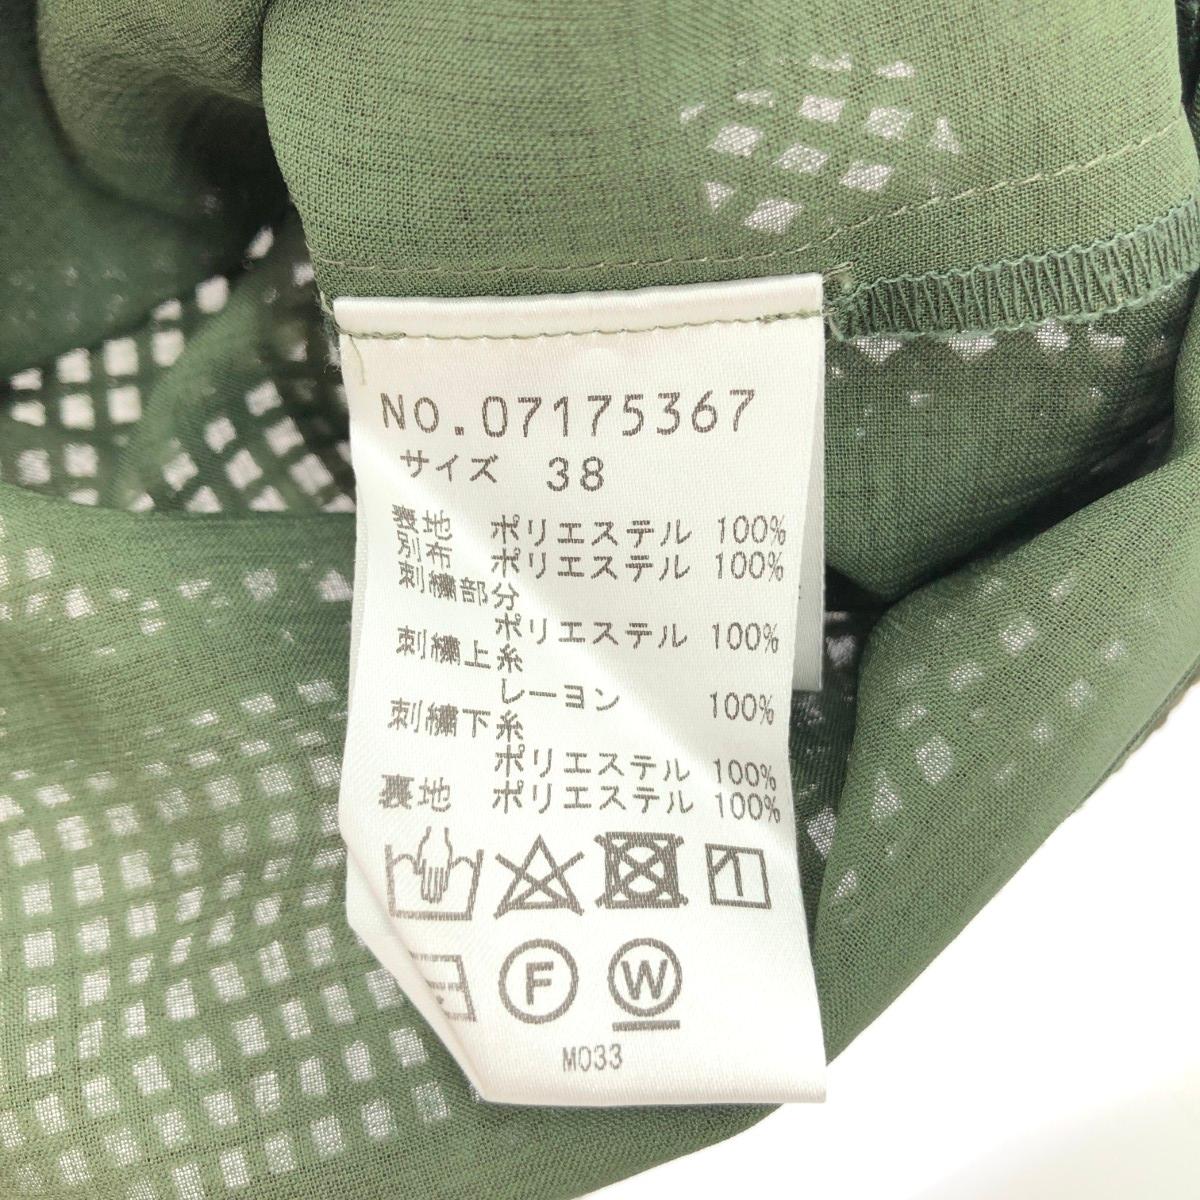 NO.07175367
サイズ 38
表地 ポリエステル 100%
別布 ポリエステル 100%
刺繍部分
ポリエステル 100%
刺繍上糸
レーヨン 100%
刺繍下糸
ポリエステル 100%
裏地 ポリエステル 100%
F W
M033